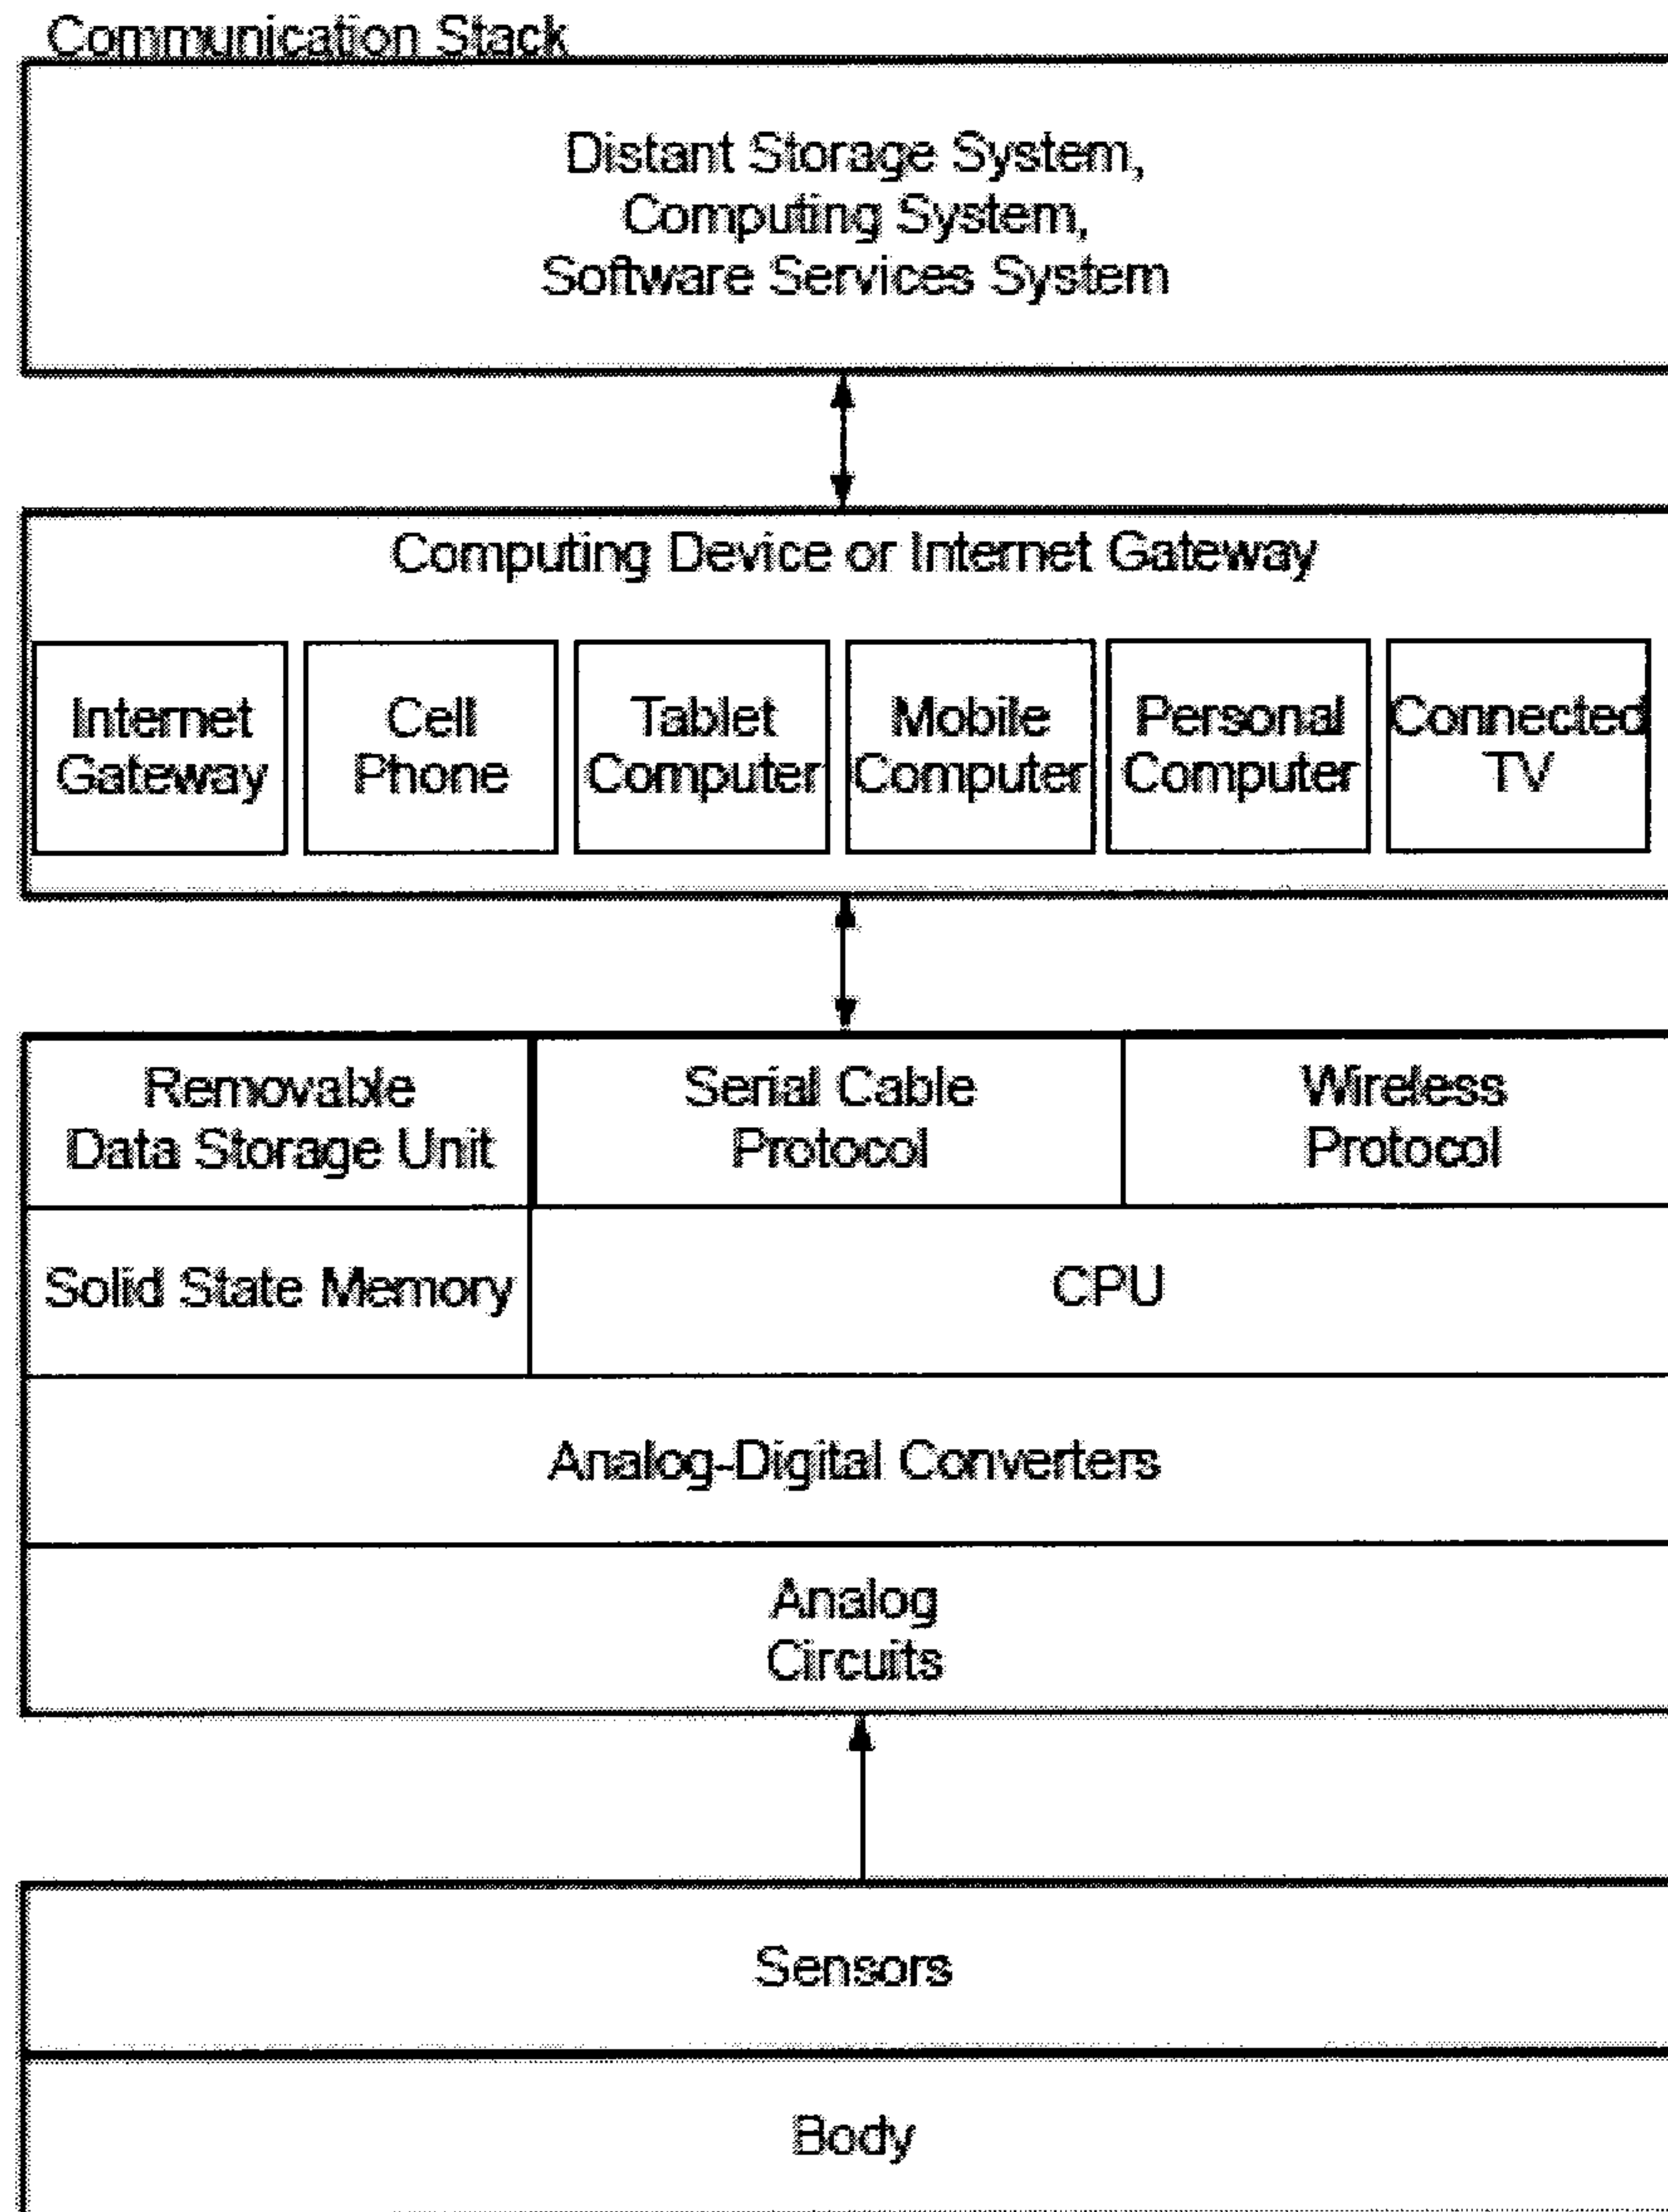 Communication Stack
Distant Storage System,
Computing System,
Software Services System
Computing Device or Internet Gateway
Internet
Gateway
Cell
Phone
Tablet
Computer
Mobile
Computer
Personal
Computer
Connected
TV
Removable
Data Storage Unit
Serial Cable
Protocol
Wireless
Protocol
Solid State Memory
CPU
Analog-Digital Converters
Analog
Circuits
Sensors
Body